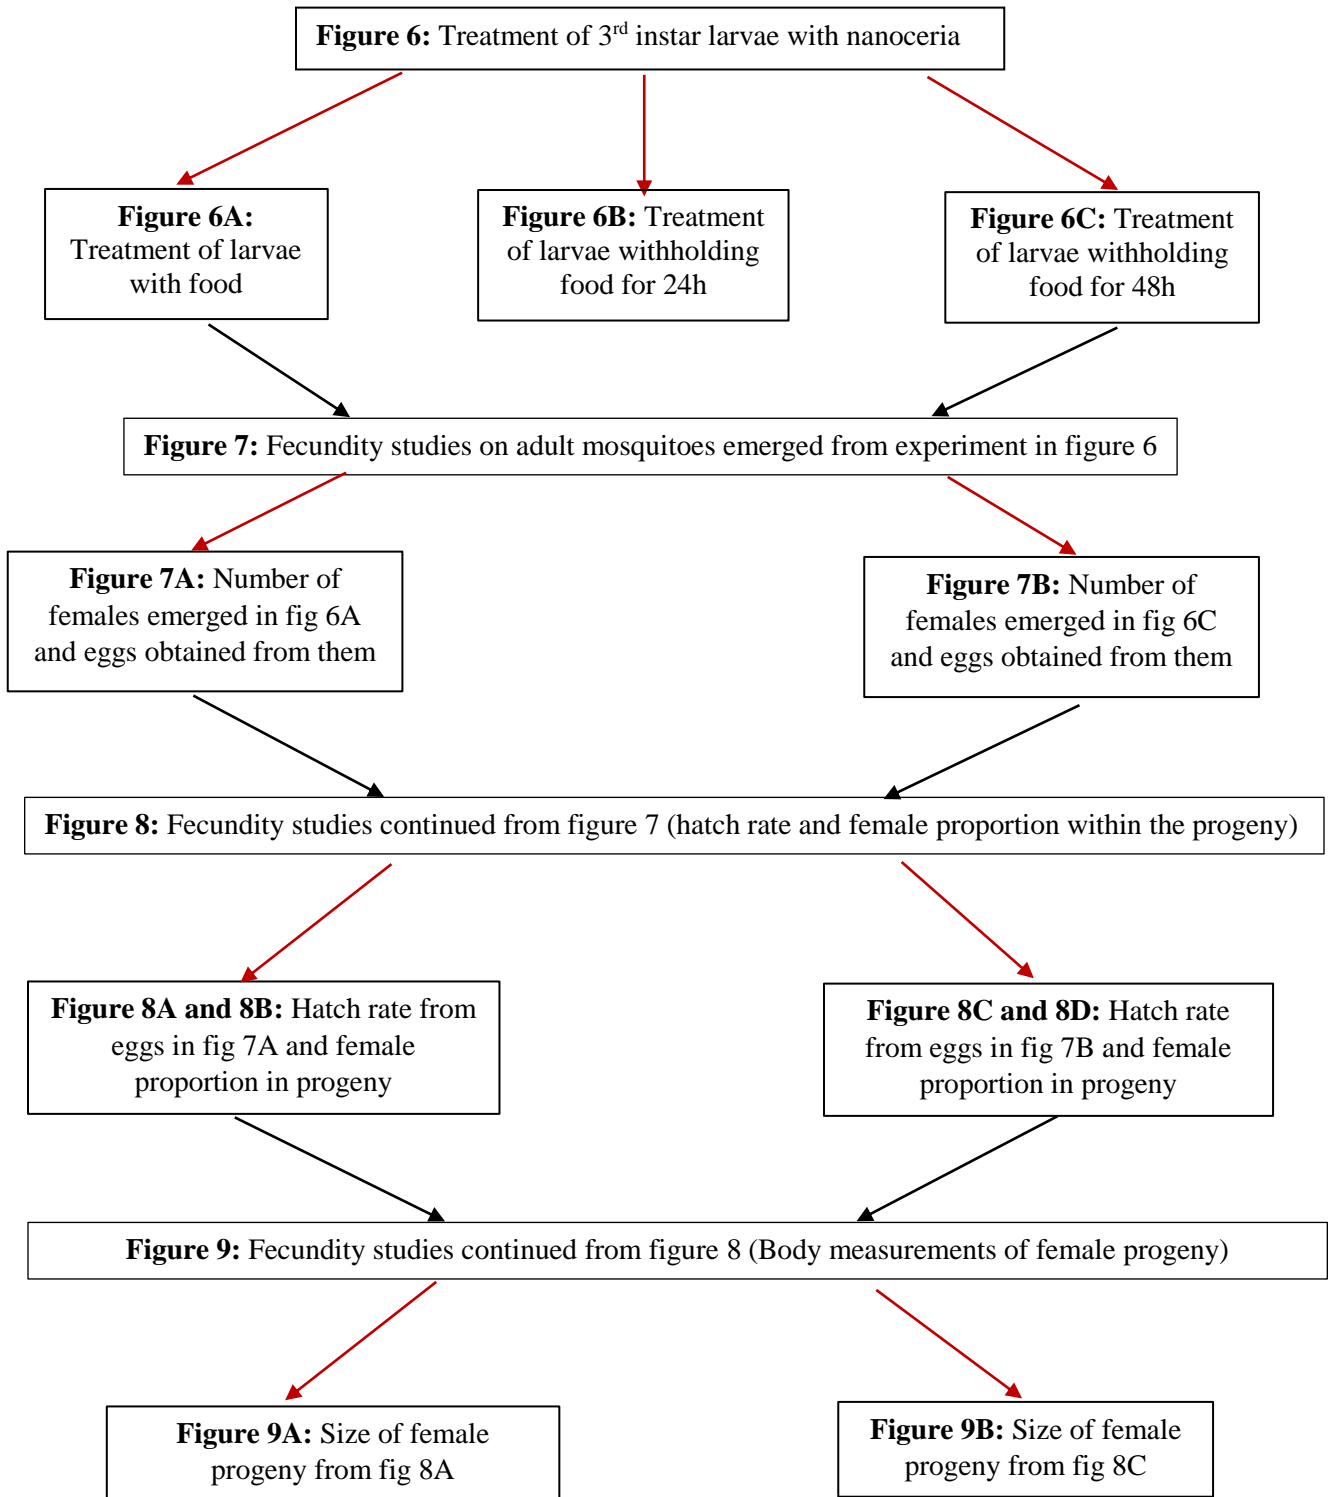 Figure 6: Treatment of 3rd instar larvae with nanoceria
Figure 6A:
Treatment of larvae
with food
Figure 6B: Treatment
of larvae withholding
food for 24h
Figure 6C: Treatment
of larvae withholding
food for 48h
Figure 7: Fecundity studies on adult mosquitoes emerged from experiment in figure 6
Figure 7A: Number of
females emerged in fig 6A
and eggs obtained from them
Figure 7B: Number of
females emerged in fig 6C
and eggs obtained from them
Figure 8: Fecundity studies continued from figure 7 (hatch rate and female proportion within the progeny)
Figure 8A and 8B: Hatch rate from
eggs in fig 7A and female
proportion in progeny
Figure 8C and 8D: Hatch rate
from eggs in fig 7B and female
proportion in progeny
Figure 9: Fecundity studies continued from figure 8 (Body measurements of female progeny)
Figure 9A: Size of female
progeny from fig 8A
Figure 9B: Size of female
progeny from fig 8C